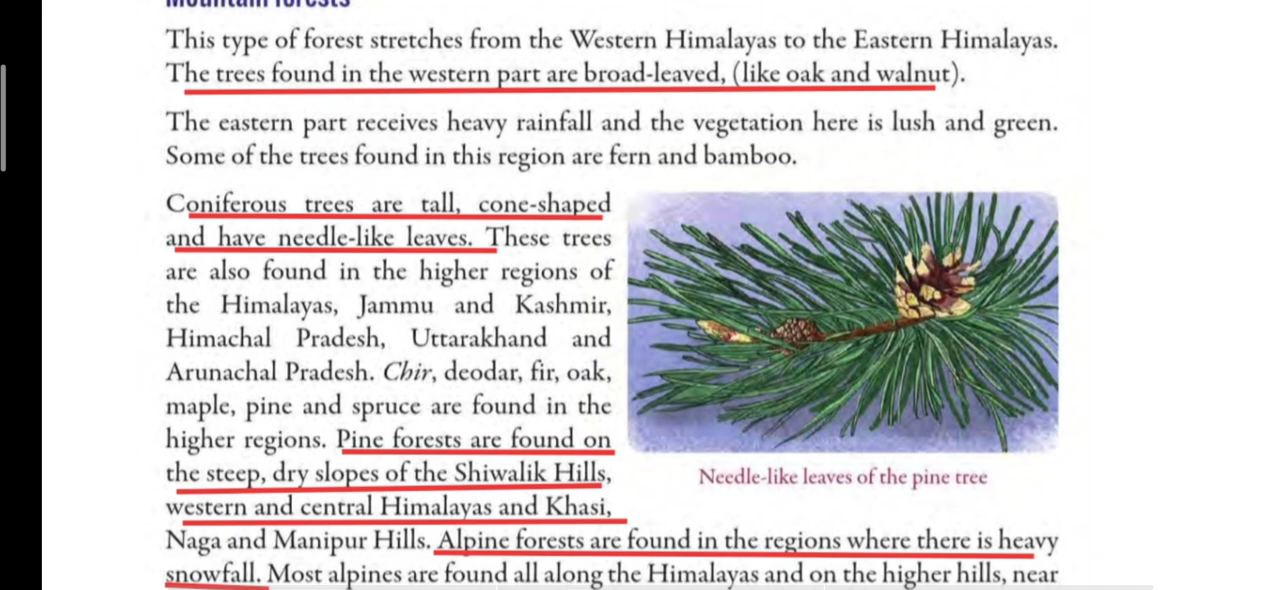 Mountain forests
This type of forest stretches from the Western Himalayas to the Eastern Himalayas.
The trees found in the western part are broad-leaved, (like oak and walnut).
The eastern part receives heavy rainfall and the vegetation here is lush and green.
Some of the trees found in this region are fern and bamboo.
Coniferous trees are tall, cone-shaped
and have needle-like leaves. These trees
are also found in the higher regions of
the Himalayas, Jammu and Kashmir,
Himachal Pradesh, Uttarakhand and
Arunachal Pradesh. Chir, deodar, fir, oak,
maple, pine and spruce are found in the
higher regions. Pine forests are found on
the steep, dry slopes of the Shiwalik Hills,
western and central Himalayas and Khasi,
Naga and Manipur Hills. Alpine forests are found in the regions where there is heavy
snowfall. Most alpines are found all along the Himalayas and on the higher hills, near
Needle-like leaves of the pine tree